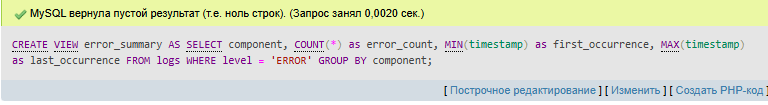 MySQL вернула пустой результат (т.е. ноль строк). (Запрос занял 0,0020 сек.)
CREATE VIEW error_summary AS SELECT component, COUNT(*) as error_count, MIN(timestamp) as first_occurrence, MAX(timestamp)
as last_occurrence FROM logs WHERE level = 'ERROR' GROUP BY component;
[ Построчное редактирование ] [ Изменить ] [ Создать PHP-код ]